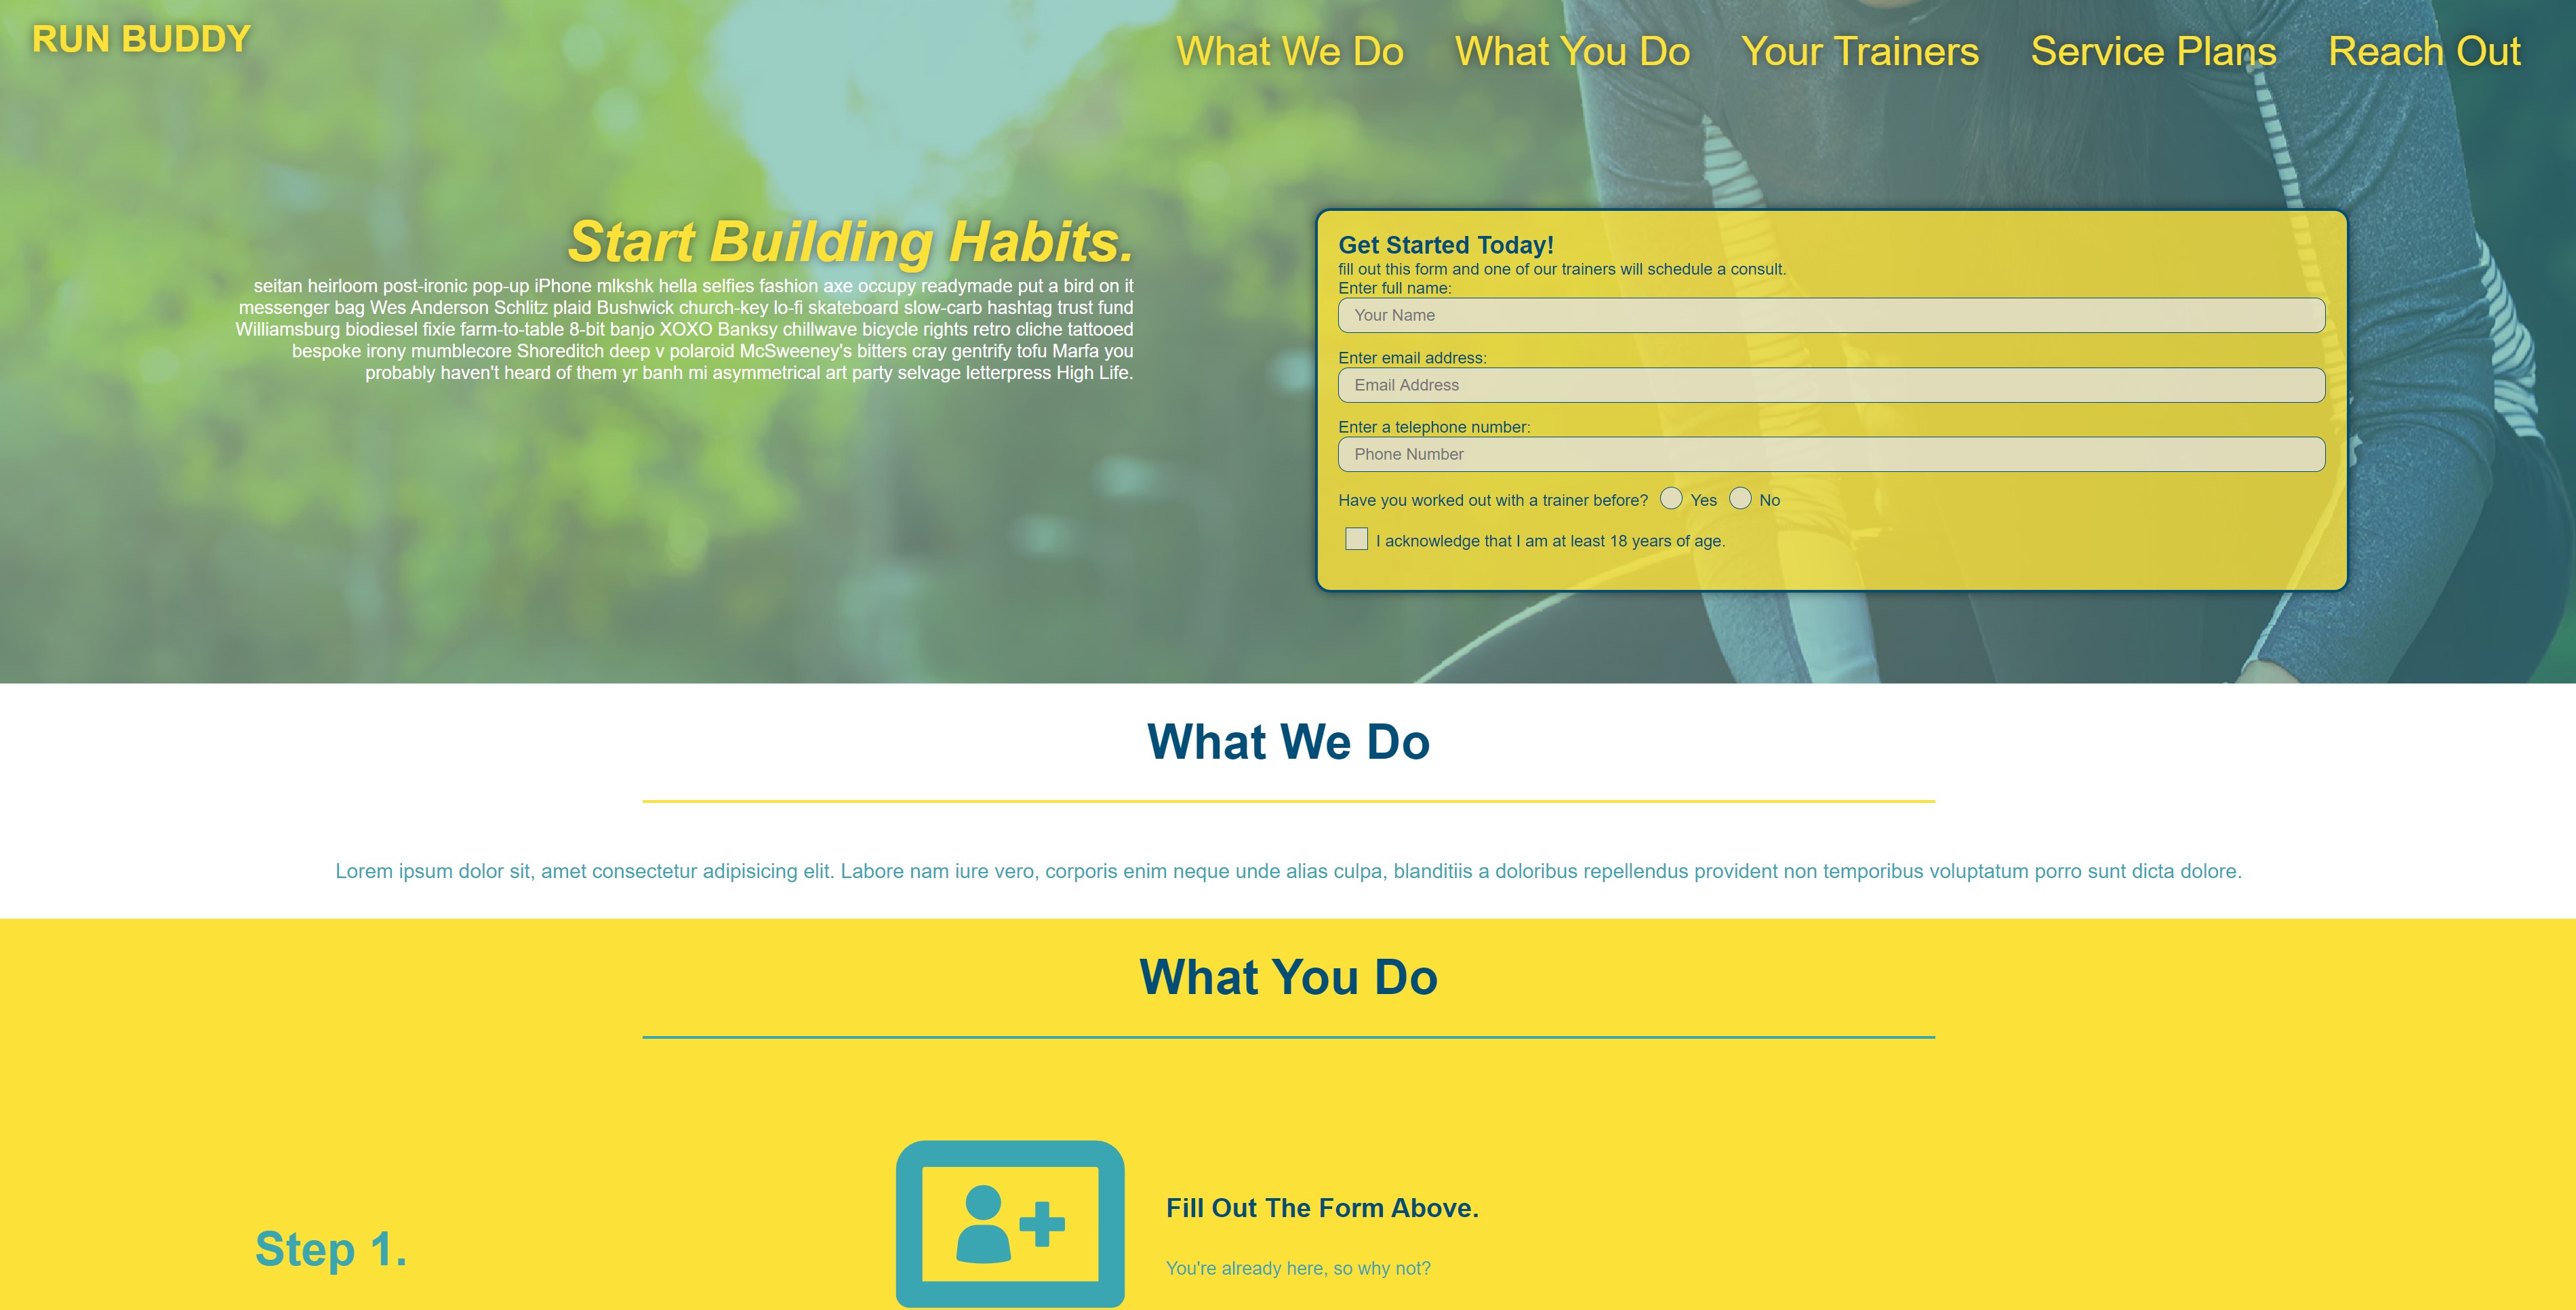 RUN BUDDY
What We Do
What You Do
Your Trainers
Service Plans
Reach Out
Start Building Habits.
seitan heirloom post-ironic pop-up iPhone mlkshk hella selfies fashion axe occupy readymade put a bird on it
messenger bag Wes Anderson Schlitz plaid Bushwick church-key lo-fi skateboard slow-carb hashtag trust fund
Williamsburg biodiesel fixie farm-to-table 8-bit banjo XOXO Banksy chillwave bicycle rights retro cliche tattooed
bespoke irony mumblecore Shoreditch deep v polaroid McSweeney's bitters cray gentrify tofu Marfa you
probably haven't heard of them yr banh mi asymmetrical art party selvage letterpress High Life.
Get Started Today!
fill out this form and one of our trainers will schedule a consult.
Enter full name:
Your Name
Enter email address:
Email Address
Enter a telephone number:
Phone Number
Have you worked out with a trainer before? Yes No
I acknowledge that I am at least 18 years of age.
What We Do
Lorem ipsum dolor sit, amet consectetur adipisicing elit. Labore nam iure vero, corporis enim neque unde alias culpa, blanditiis a doloribus repellendus provident non temporibus voluptatum porro sunt dicta dolore.
What You Do
Step 1.
Fill Out The Form Above.
You're already here, so why not?